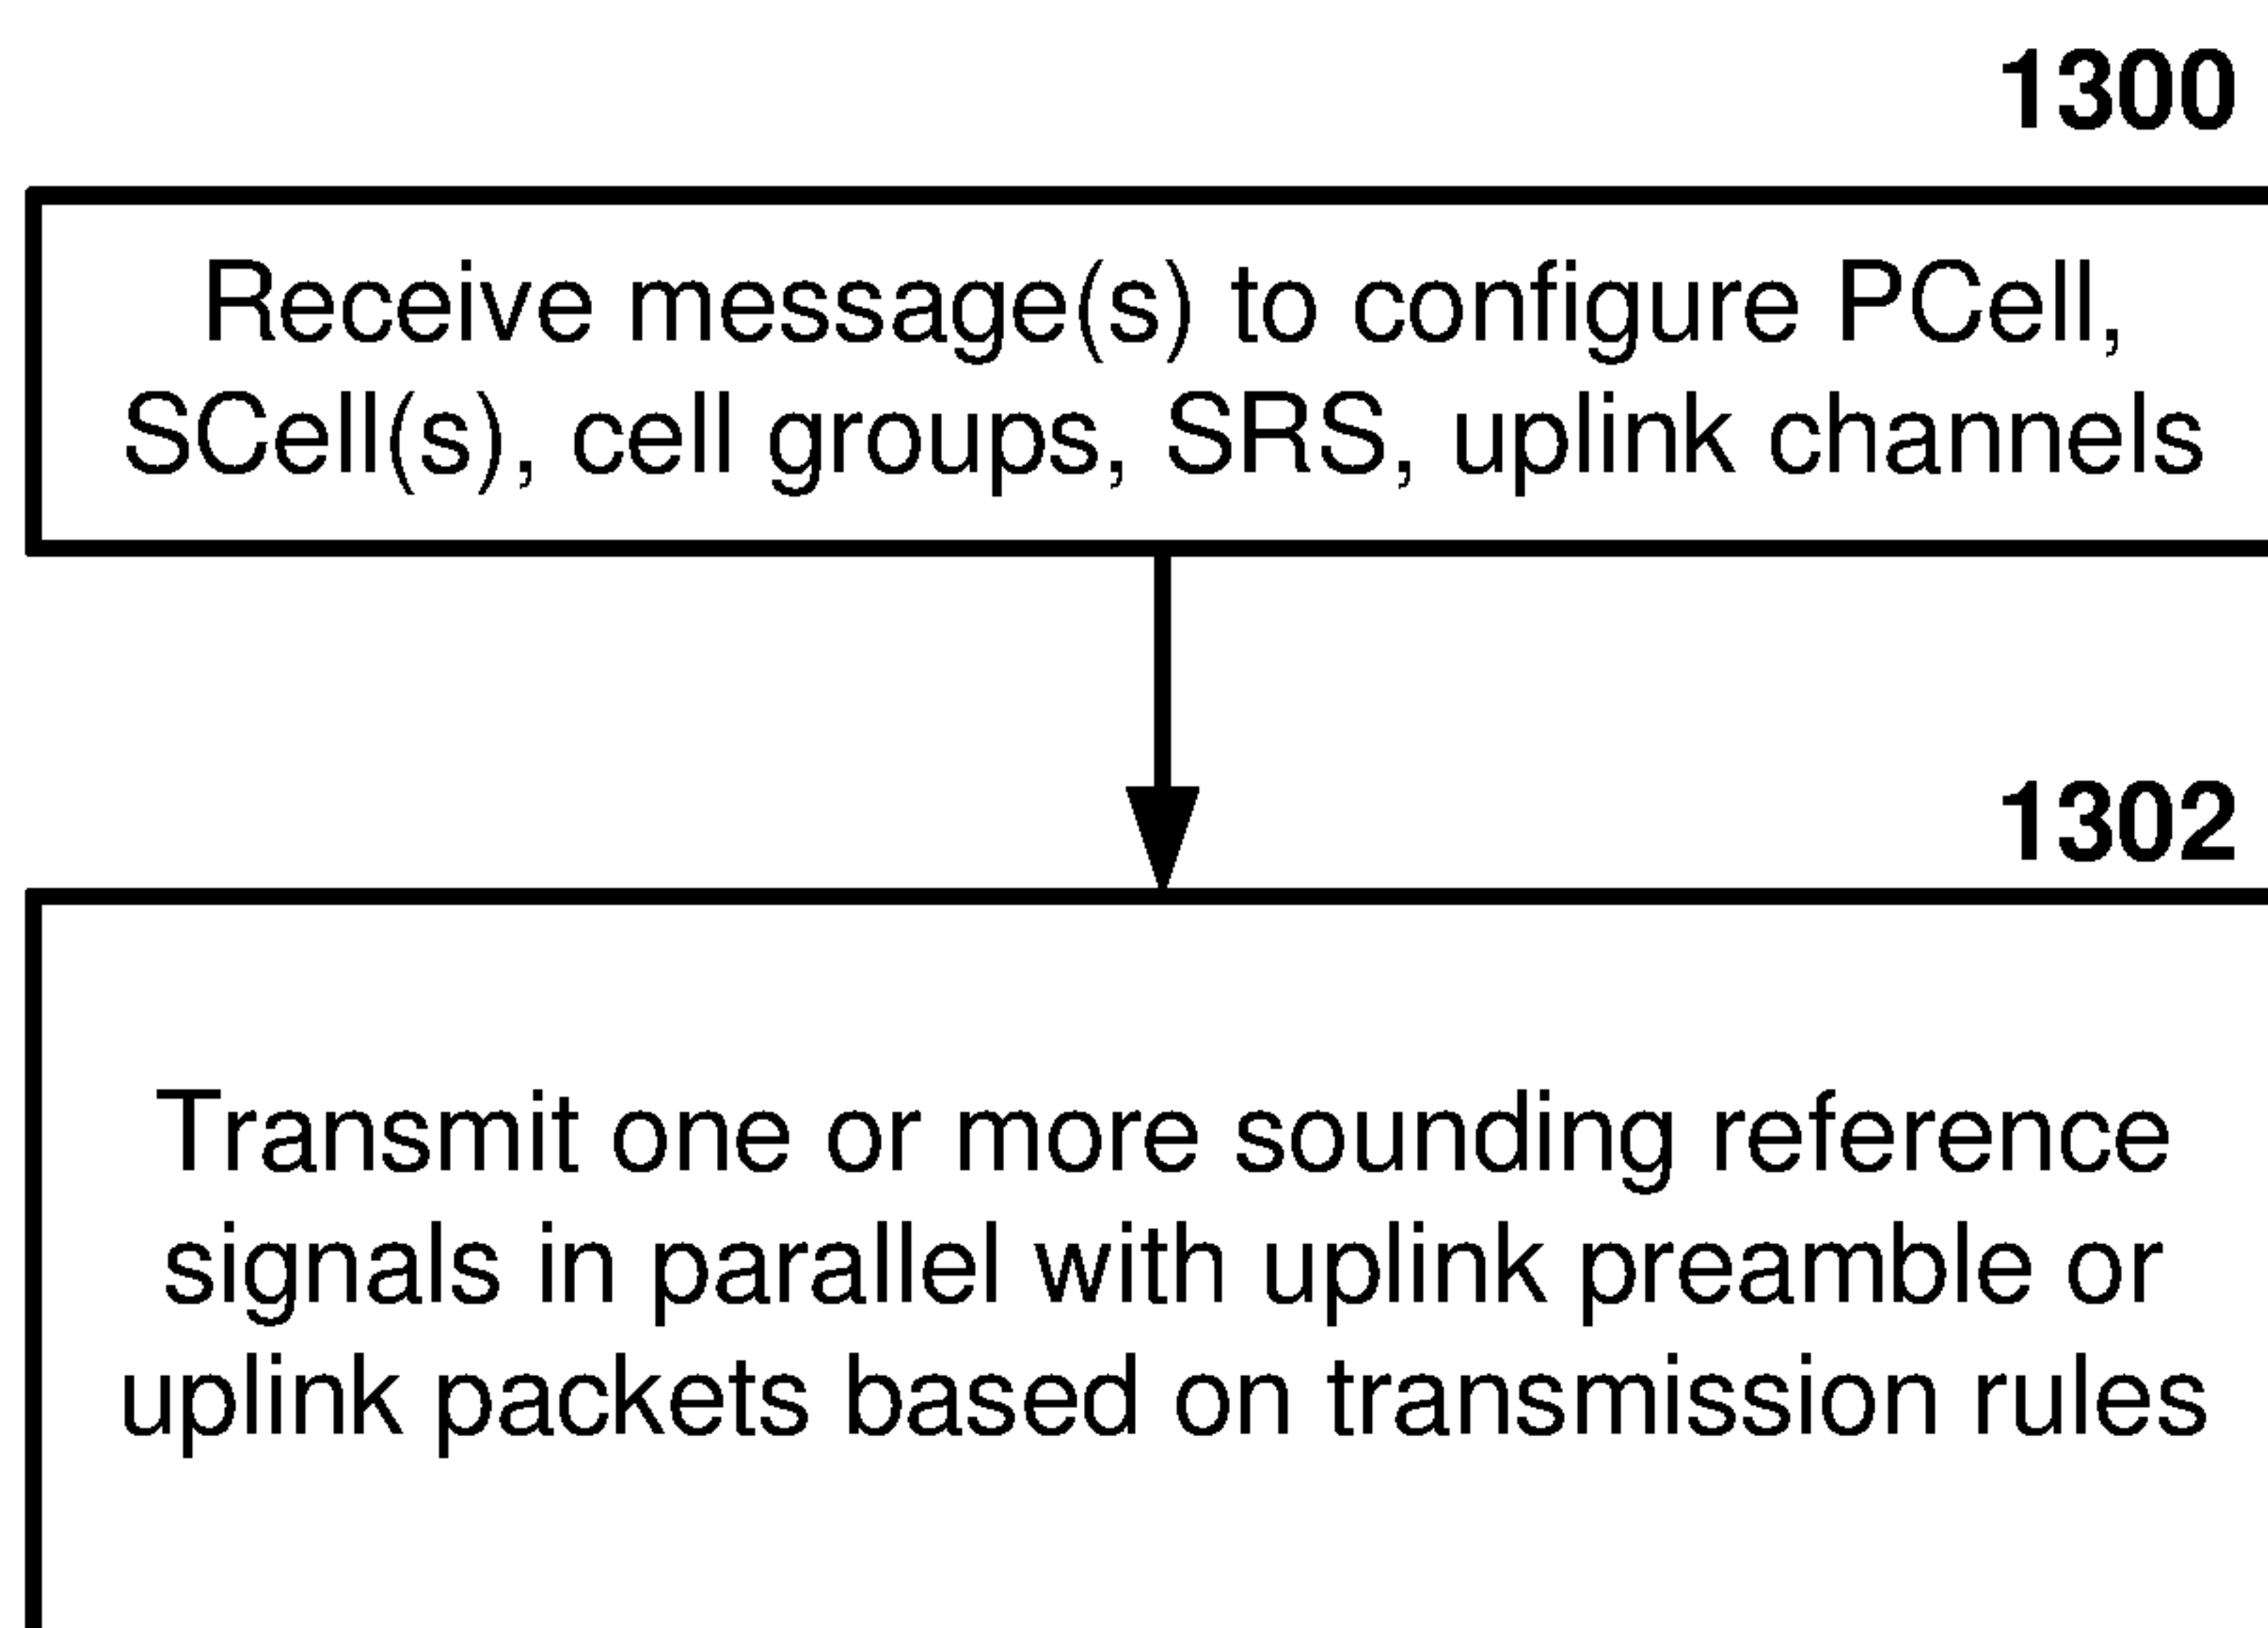 1300
Receive message(s) to configure PCell,
SCell(s), cell groups, SRS, uplink channels
1302
Transmit one or more sounding reference
signals in parallel with uplink preamble or
uplink packets based on transmission rules